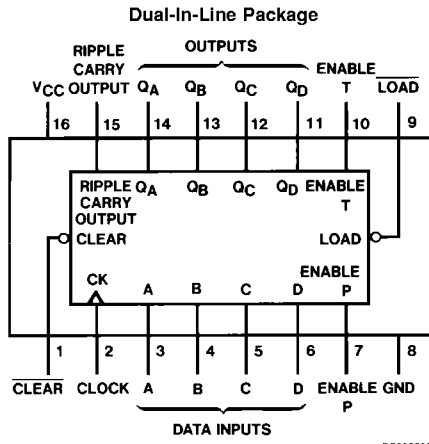 Dual-In-Line Package
RIPPLE
CARRY
OUTPUTS
ENABLE
VCC OUTPUT QA QB QC QD T LOAD
16 15 14 13 12 11 10 9
RIPPLE QA QB QC QD ENABLE
CARRY T
OUTPUT
CLEAR LOAD
CK ENABLE
A B C D P
1 2 3 4 5 6 7 8
CLEAR CLOCK A B C D ENABLE GND
P
DATA INPUTS